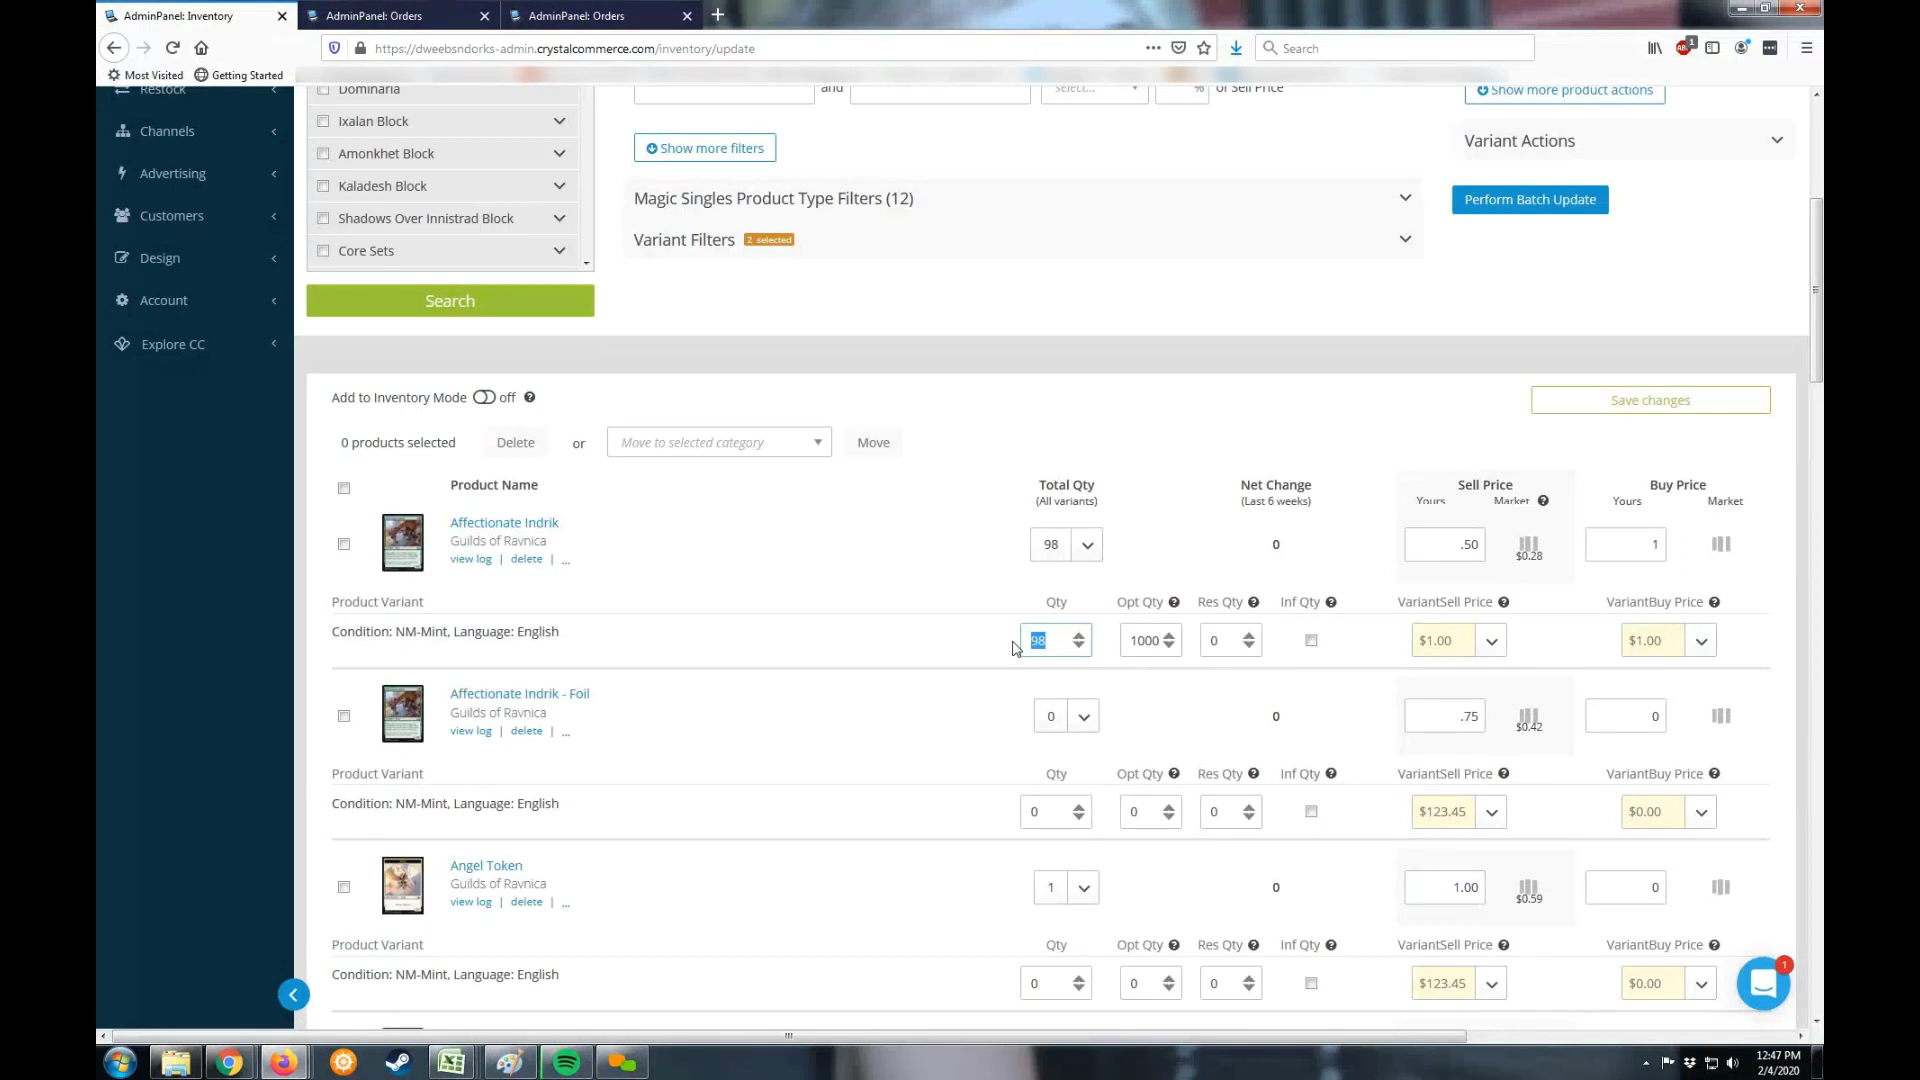 AdminPanel: Inventory
AdminPanel: Orders
AdminPanel: Orders
https://dweebsndorks-admin.crystalcommerce.com/inventory/update
Search
1
Most Visited
Getting Started
Restock
Channels
Advertising
Customers
Design
Account
Explore CC
Dominaria
Ixalan Block
Amonkhet Block
Kaladesh Block
Shadows Over Innistrad Block
Core Sets
Search
and
Select...
%
of Sell Price
Show more filters
Magic Singles Product Type Filters (12)
Variant Filters 2 selected
Show more product actions
Variant Actions
Perform Batch Update
Add to Inventory Mode off
Save changes
0 products selected Delete or Move to selected category Move
Product Name Total Qty Net Change Sell Price Buy Price
(All variants) (Last 6 weeks) Yours Market Yours Market
Affectionate Indrik
Guilds of Ravnica
view log | delete | ...
98 0 .50 $0.28 1
Product Variant Qty Opt Qty Res Qty Inf Qty VariantSell Price VariantBuy Price
Condition: NM-Mint, Language: English 98 1000 0 $1.00 $1.00
Affectionate Indrik - Foil
Guilds of Ravnica
view log | delete | ...
0 0 .75 $0.42 0
Product Variant Qty Opt Qty Res Qty Inf Qty VariantSell Price VariantBuy Price
Condition: NM-Mint, Language: English 0 0 0 $123.45 $0.00
Angel Token
Guilds of Ravnica
view log | delete | ...
1 0 1.00 $0.59 0
Product Variant Qty Opt Qty Res Qty Inf Qty VariantSell Price VariantBuy Price
Condition: NM-Mint, Language: English 0 0 0 $123.45 $0.00
1
12:47 PM
2/4/2020